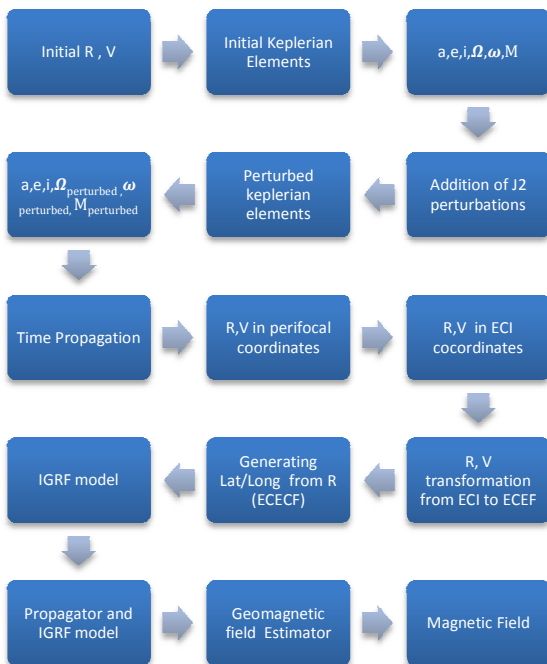 Initial R , V
Initial Keplerian
Elements
a,e,i,Ω,ω,M
Addition of J2
perturbations
Perturbed
keplerian
elements
a,e,i,Ωperturbed,ω
perturbed, Mperturbed
Time Propagation
R,V in perifocal
coordinates
R,V in ECI
cocordinates
R, V
transformation
from ECI to ECEF
Generating
Lat/Long from R
(ECECF)
IGRF model
Propagator and
IGRF model
Geomagnetic
field Estimator
Magnetic Field